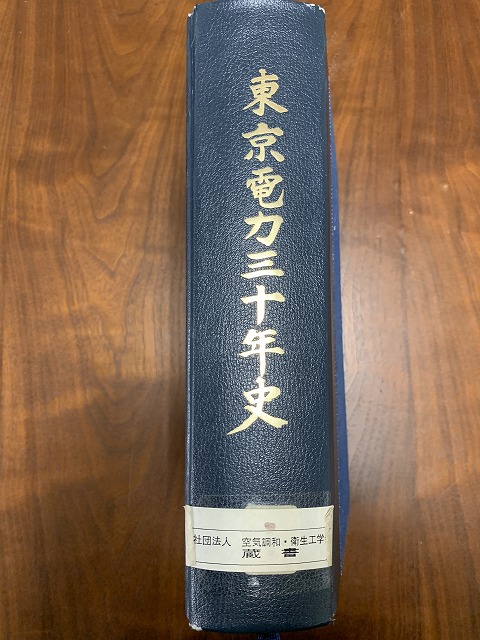 東京電力三十年史
社団法人 空気調和・衛生工学
蔵書